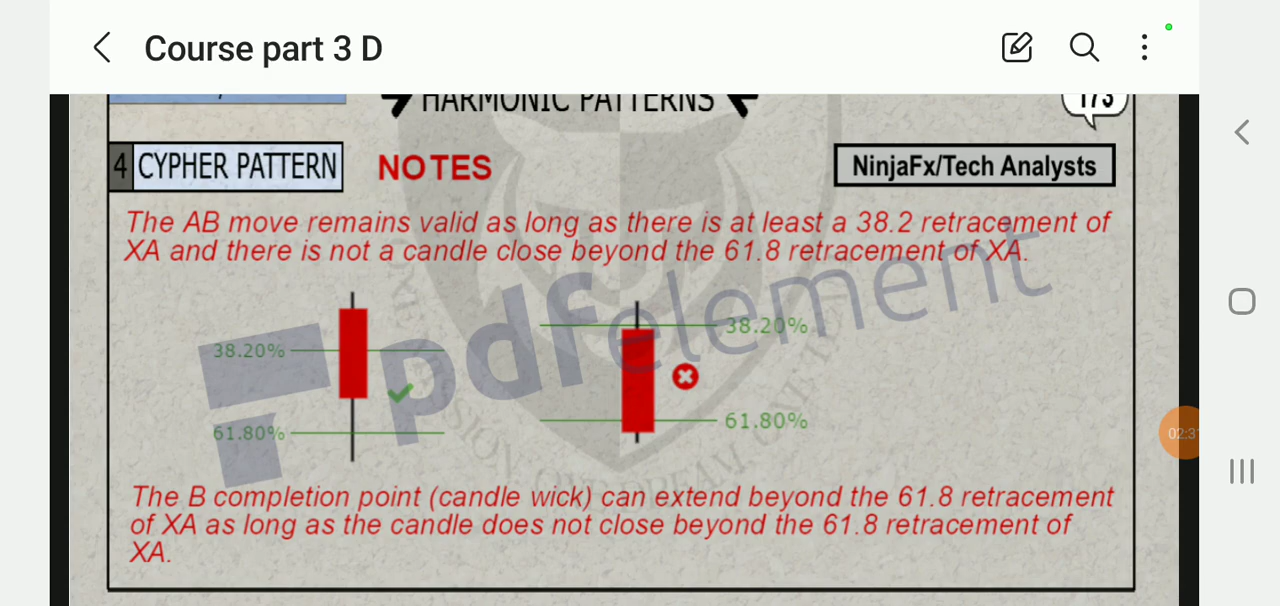 Course part 3 D
HARMONIC PATTERNS
173
4 CYPHER PATTERN NOTES
NinjaFx/Tech Analysts
The AB move remains valid as long as there is at least a 38.2 retracement of
XA and there is not a candle close beyond the 61.8 retracement of XA.
pdfelement
38.20%
38.20%
61.80%
61.80%
The B completion point (candle wick) can extend beyond the 61.8 retracement
of XA as long as the candle does not close beyond the 61.8 retracement of
XA.